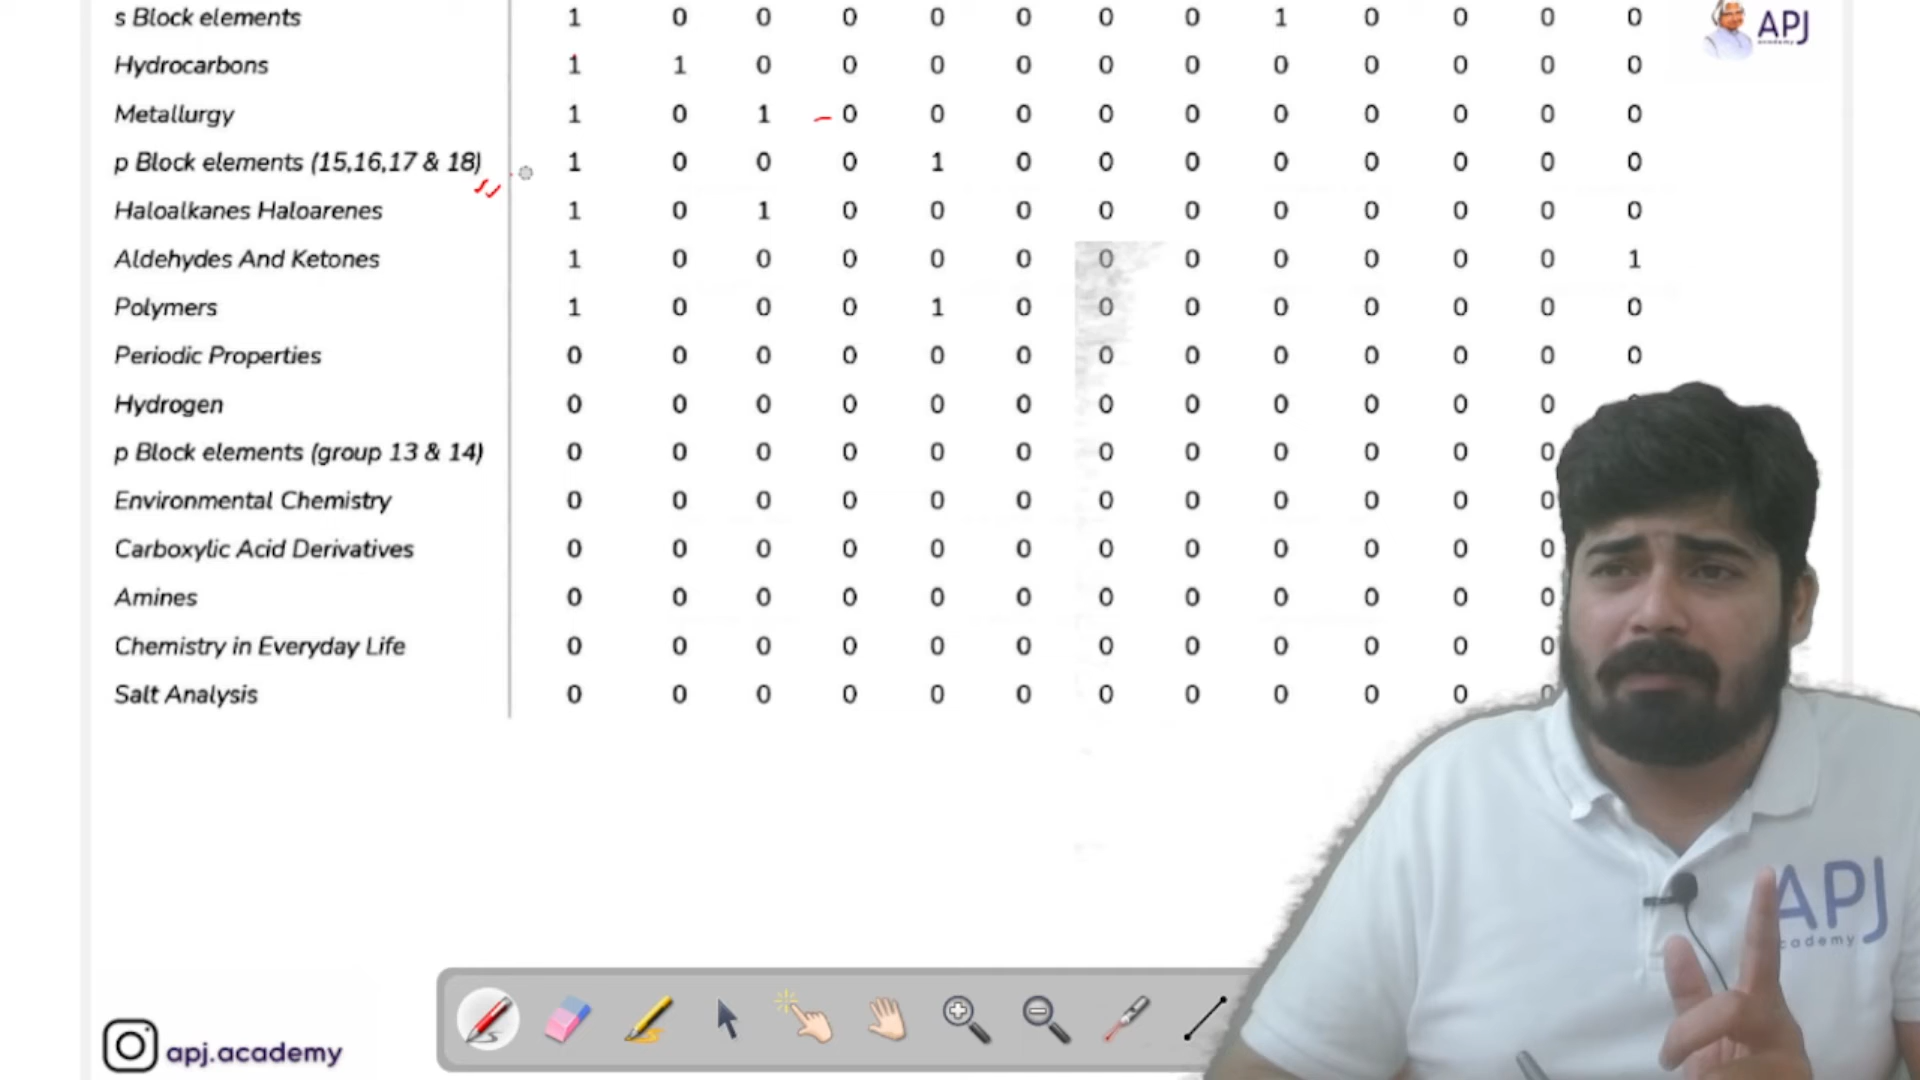 s Block elements 1 0 0 0 0 0 0 0 1 0 0 0 0
APJ
academy
Hydrocarbons 1 1 0 0 0 0 0 0 0 0 0 0 0
Metallurgy 1 0 1 0 0 0 0 0 0 0 0 0 0
p Block elements (15,16,17 & 18) 1 0 0 0 1 0 0 0 0 0 0 0 0
Haloalkanes Haloarenes 1 0 1 0 0 0 0 0 0 0 0 0 0
Aldehydes And Ketones 1 0 0 0 0 0 0 0 0 0 0 0 1
Polymers 1 0 0 0 1 0 0 0 0 0 0 0 0
Periodic Properties 0 0 0 0 0 0 0 0 0 0 0 0 0
Hydrogen 0 0 0 0 0 0 0 0 0 0 0 0
p Block elements (group 13 & 14) 0 0 0 0 0 0 0 0 0 0 0 0
Environmental Chemistry 0 0 0 0 0 0 0 0 0 0 0 0
Carboxylic Acid Derivatives 0 0 0 0 0 0 0 0 0 0 0 0
Amines 0 0 0 0 0 0 0 0 0 0 0 0
Chemistry in Everyday Life 0 0 0 0 0 0 0 0 0 0 0 0
Salt Analysis 0 0 0 0 0 0 0 0 0 0 0 0
APJ
cademy
apj.academy